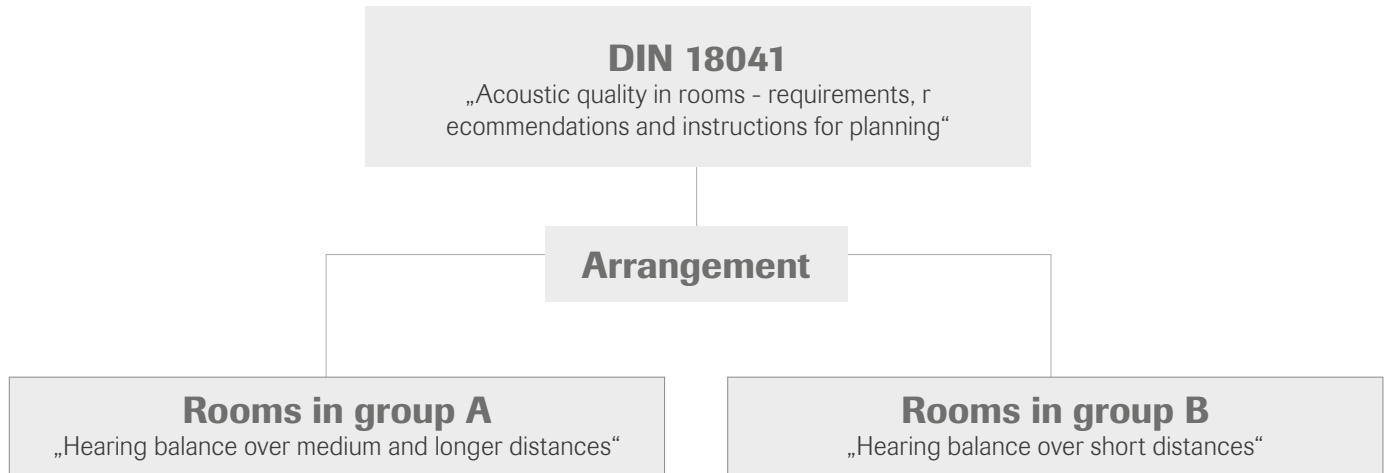 DIN 18041
„Acoustic quality in rooms - requirements, r
ecommendations and instructions for planning“
Arrangement
Rooms in group A
„Hearing balance over medium and longer distances“
Rooms in group B
„Hearing balance over short distances“